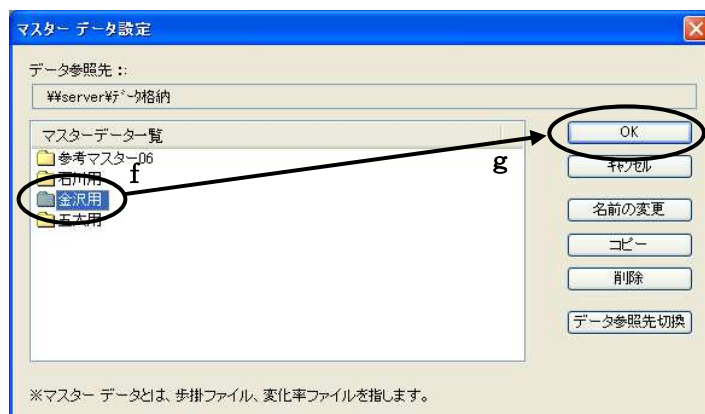 マスター データ設定
データ参照先 ::
¥¥server¥ﾃﾞｰﾀ格納
マスターデータ一覧
参考マスター06
石川用
金沢用
五大用
f
g
OK
ｷｬﾝｾﾙ
名前の変更
コピー
削除
データ参照先切換
※マスター データとは、歩掛ファイル、変化率ファイルを指します。